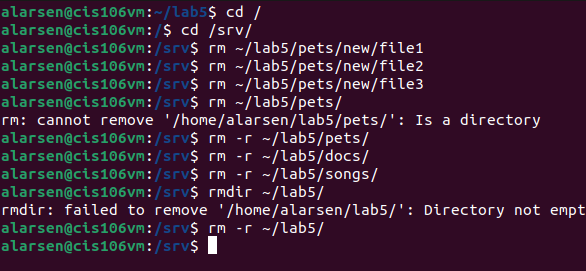 alarsen@cis106vm:~/lab5$ cd /
alarsen@cis106vm:/$ cd /srv/
alarsen@cis106vm:/srv$ rm ~/lab5/pets/new/file1
alarsen@cis106vm:/srv$ rm ~/lab5/pets/new/file2
alarsen@cis106vm:/srv$ rm ~/lab5/pets/new/file3
alarsen@cis106vm:/srv$ rm ~/lab5/pets/
rm: cannot remove '/home/alarsen/lab5/pets/': Is a directory
alarsen@cis106vm:/srv$ rm -r ~/lab5/pets/
alarsen@cis106vm:/srv$ rm -r ~/lab5/docs/
alarsen@cis106vm:/srv$ rm -r ~/lab5/songs/
alarsen@cis106vm:/srv$ rmdir ~/lab5/
rmdir: failed to remove '/home/alarsen/lab5/': Directory not empt
alarsen@cis106vm:/srv$ rm -r ~/lab5/
alarsen@cis106vm:/srv$